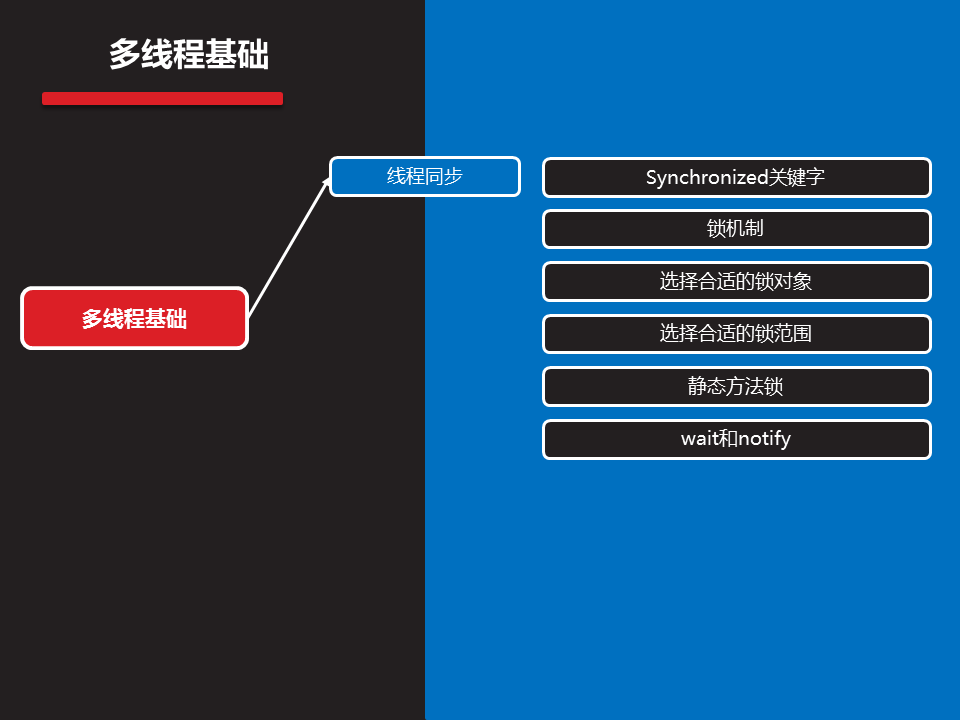 多线程基础
线程同步
Synchronized关键字
锁机制
选择合适的锁对象
多线程基础
选择合适的锁范围
静态方法锁
wait和notify